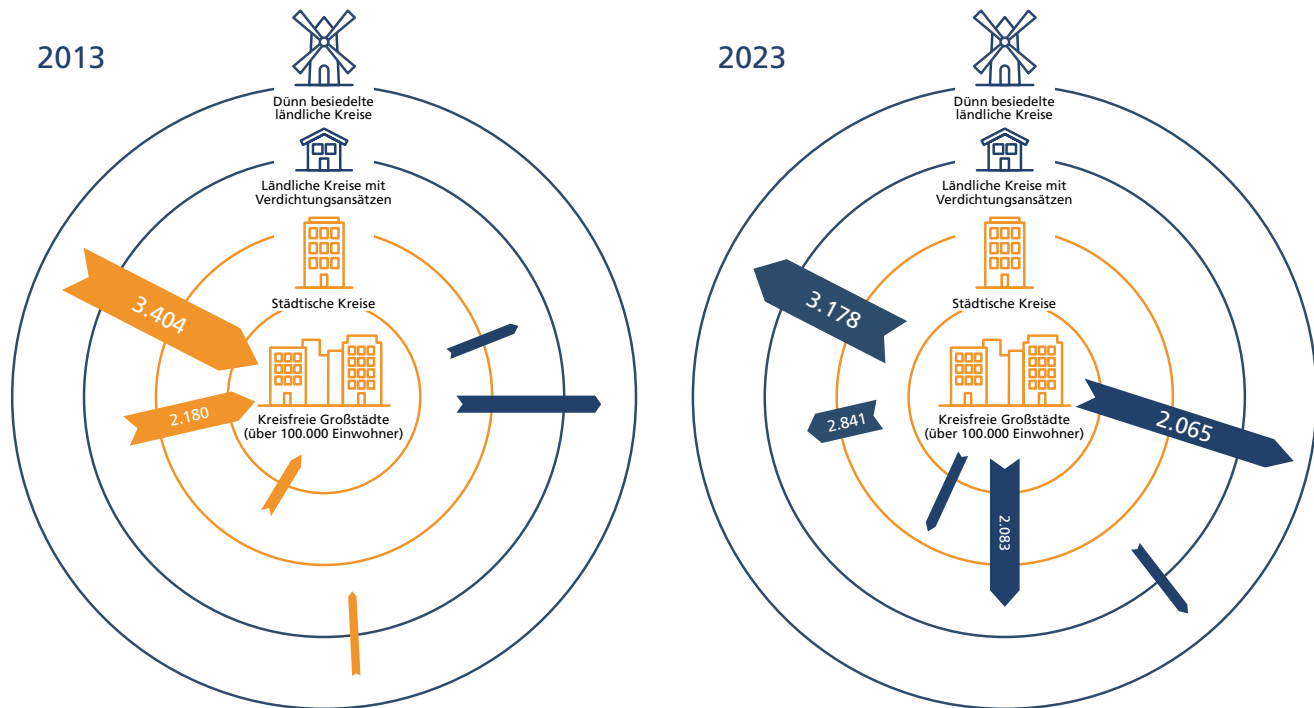 2013
Dünn besiedelte
ländliche Kreise
Ländliche Kreise mit
Verdichtungsansätzen
Städtische Kreise
3.404
2.180
Kreisfreie Großstädte
(über 100.000 Einwohner)
2023
Dünn besiedelte
ländliche Kreise
Ländliche Kreise mit
Verdichtungsansätzen
Städtische Kreise
3.178
2.841
Kreisfreie Großstädte
(über 100.000 Einwohner)
2.065
2.083